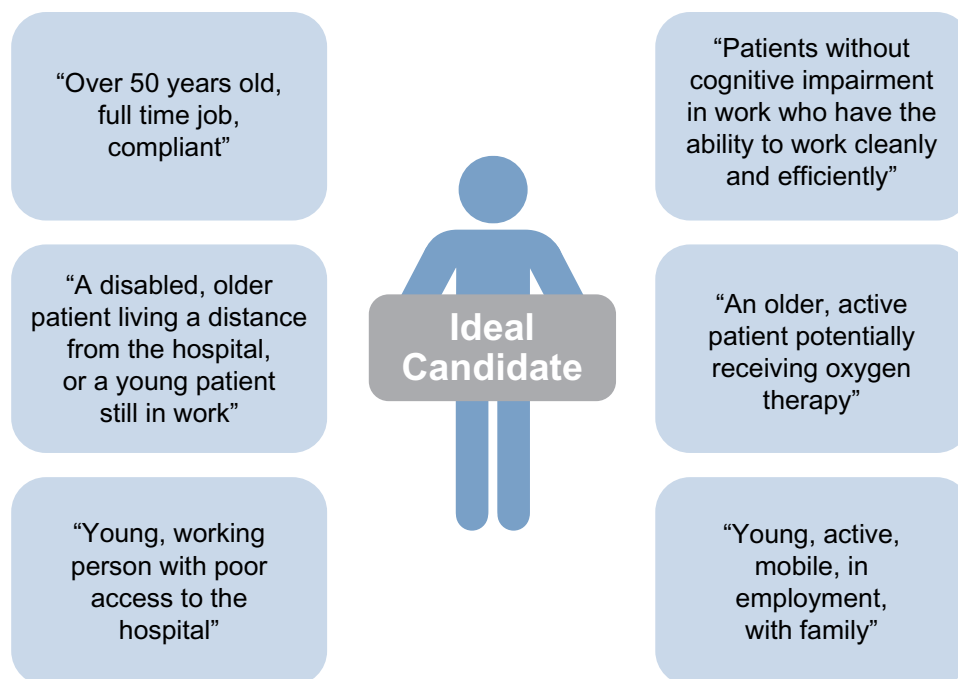 “Over 50 years old,
full time job,
compliant”
“A disabled, older
patient living a distance
from the hospital,
or a young patient
still in work”
“Young, working
person with poor
access to the
hospital”
Ideal
Candidate
“Patients without
cognitive impairment
in work who have the
ability to work cleanly
and efficiently”
“An older, active
patient potentially
receiving oxygen
therapy”
“Young, active,
mobile, in
employment,
with family”